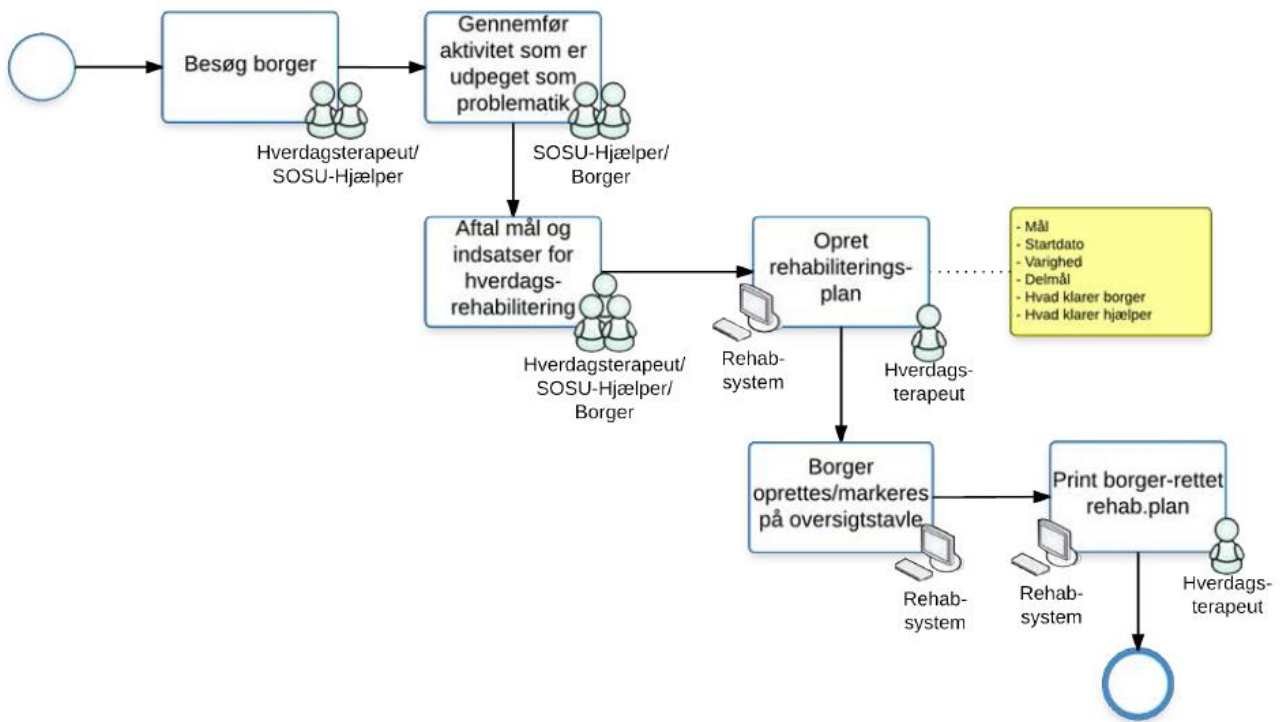 Besøg borger
Hverdagsterapeut/
SOSU-Hjælper
Gennemfør
aktivitet som er
udpeget som
problematik
SOSU-Hjælper/
Borger
Aftal mål og
indsatser for
hverdags-
rehabilitering
Hverdagsterapeut/
SOSU-Hjælper/
Borger
Opret
rehabiliterings-
plan
Rehab-
system
Hverdags-
terapeut
- Mål
- Startdato
- Varighed
- Delmål
- Hvad klarer borger
- Hvad klarer hjælper
Borger
oprettes/markeres
på oversigtstavle
Rehab-
system
Print borger-rettet
rehab.plan
Rehab-
system
Hverdags-
terapeut